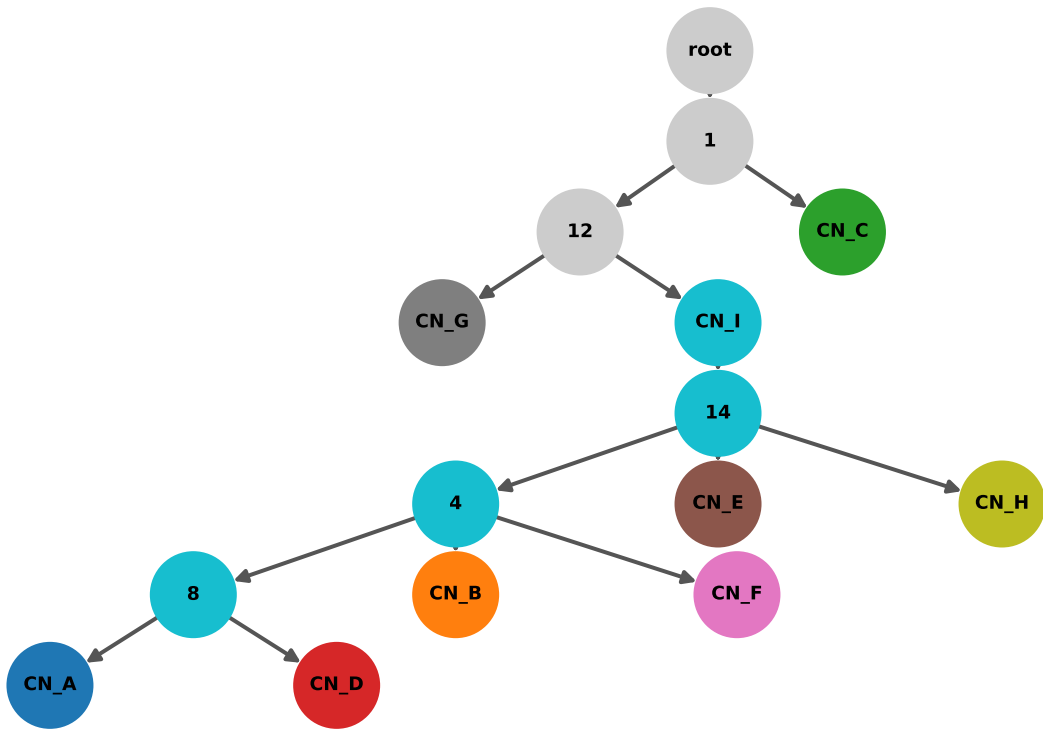 root
1
12
CN_C
CN_G
CN_I
14
4
CN_E
CN_H
8
CN_B
CN_F
CN_A
CN_D